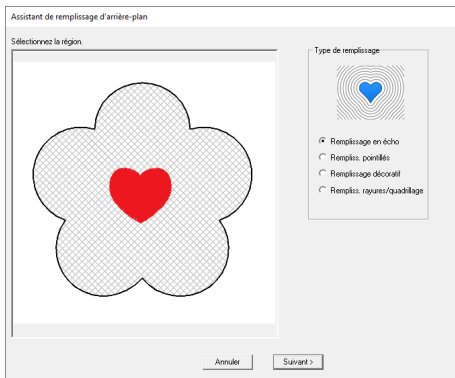 Assistant de remplissage d'arrière-plan
Sélectionnez la région.
Type de remplissage
Remplissage en écho
Rempliss. pointillés
Remplissage décoratif
Rempliss. rayures/quadrillage
Annuler
Suivant >